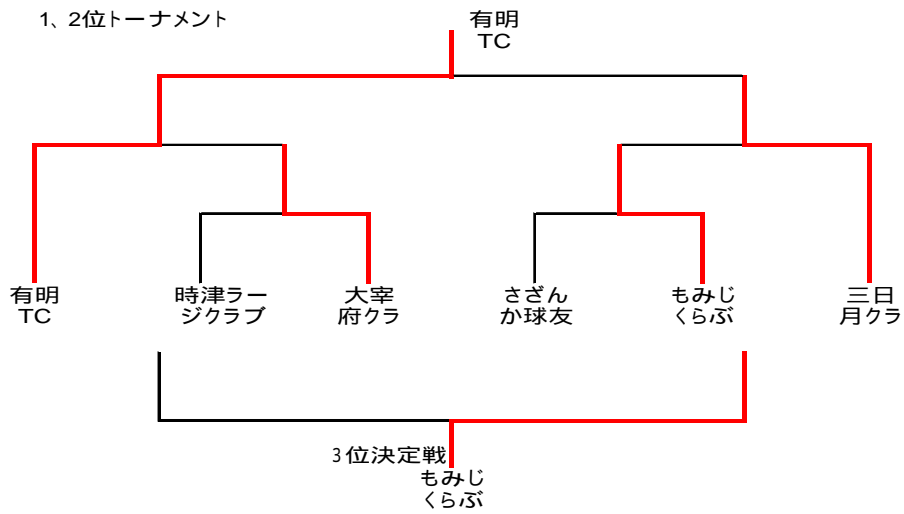 1、2位トーナメント
有明
TC
有明
TC
時津ラー
ジクラブ
大宰
府クラ
さざん
か球友
もみじ
くらぶ
三日
月クラ
3位決定戦
もみじ
くらぶ